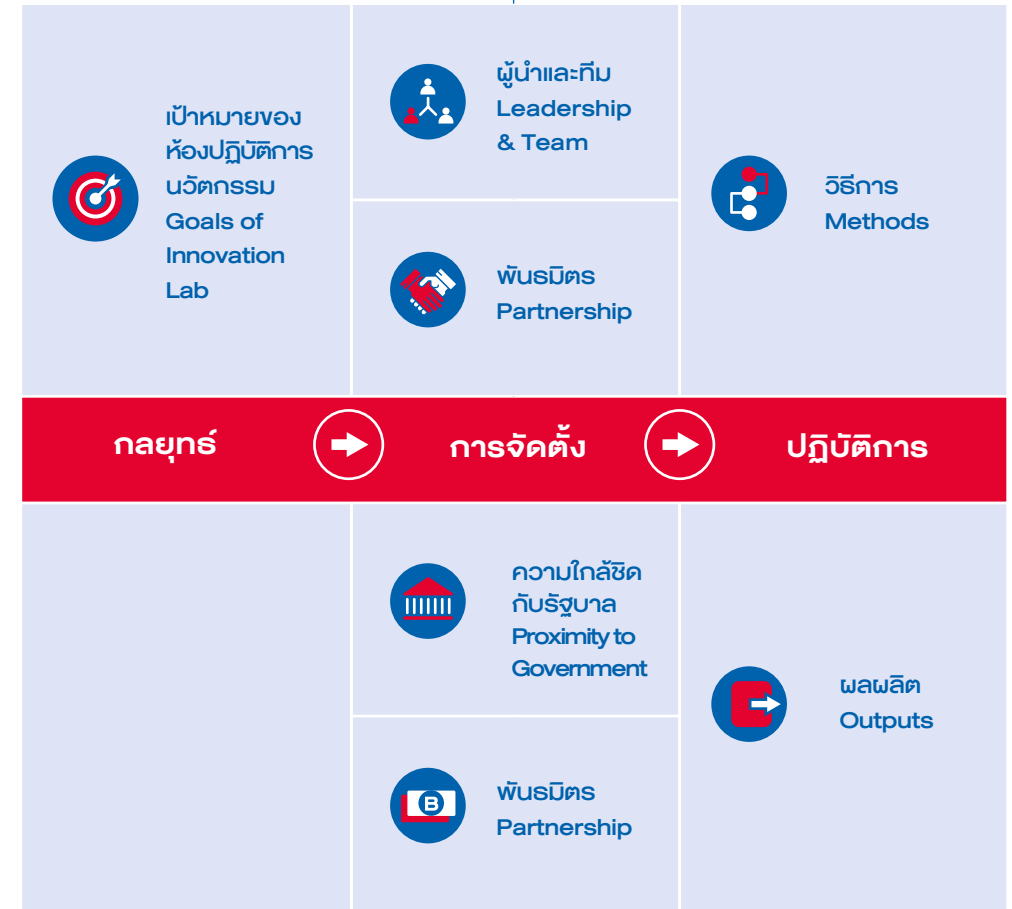 เป้าหมายของ
ห้องปฏิบัติการ
นวัตกรรม
Goals of
Innovation
Lab
ผู้นำและทีม
Leadership
& Team
พันธมิตร
Partnership
วิธีการ
Methods
กลยุทธ์
การจัดตั้ง
ปฏิบัติการ
ความใกล้ชิด
กับรัฐบาล
Proximity to
Government
B
พันธมิตร
Partnership
ผลผลิต
Outputs